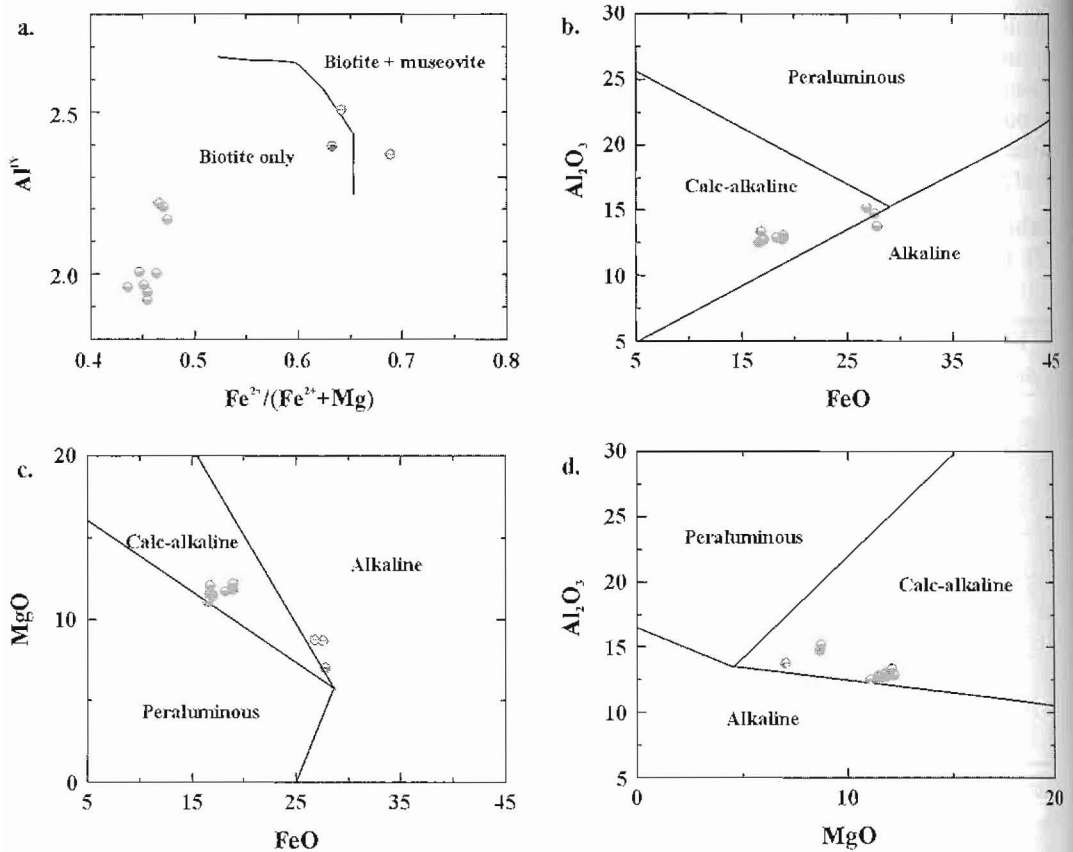 a.
Al^IV
2.5
2.0
Biotite + museovite
Biotite only
0.4 0.5 0.6 0.7 0.8
Fe²⁺/(Fe²⁺+Mg)
b.
Al₂O₃
30
25
20
15
10
5
Peraluminous
Calc-alkaline
Alkaline
5 15 25 35 45
FeO
c.
MgO
20
10
0
Calc-alkaline
Alkaline
Peraluminous
5 15 25 35 45
FeO
d.
Al₂O₃
30
25
20
15
10
5
Peraluminous
Calc-alkaline
Alkaline
0 10 20
MgO